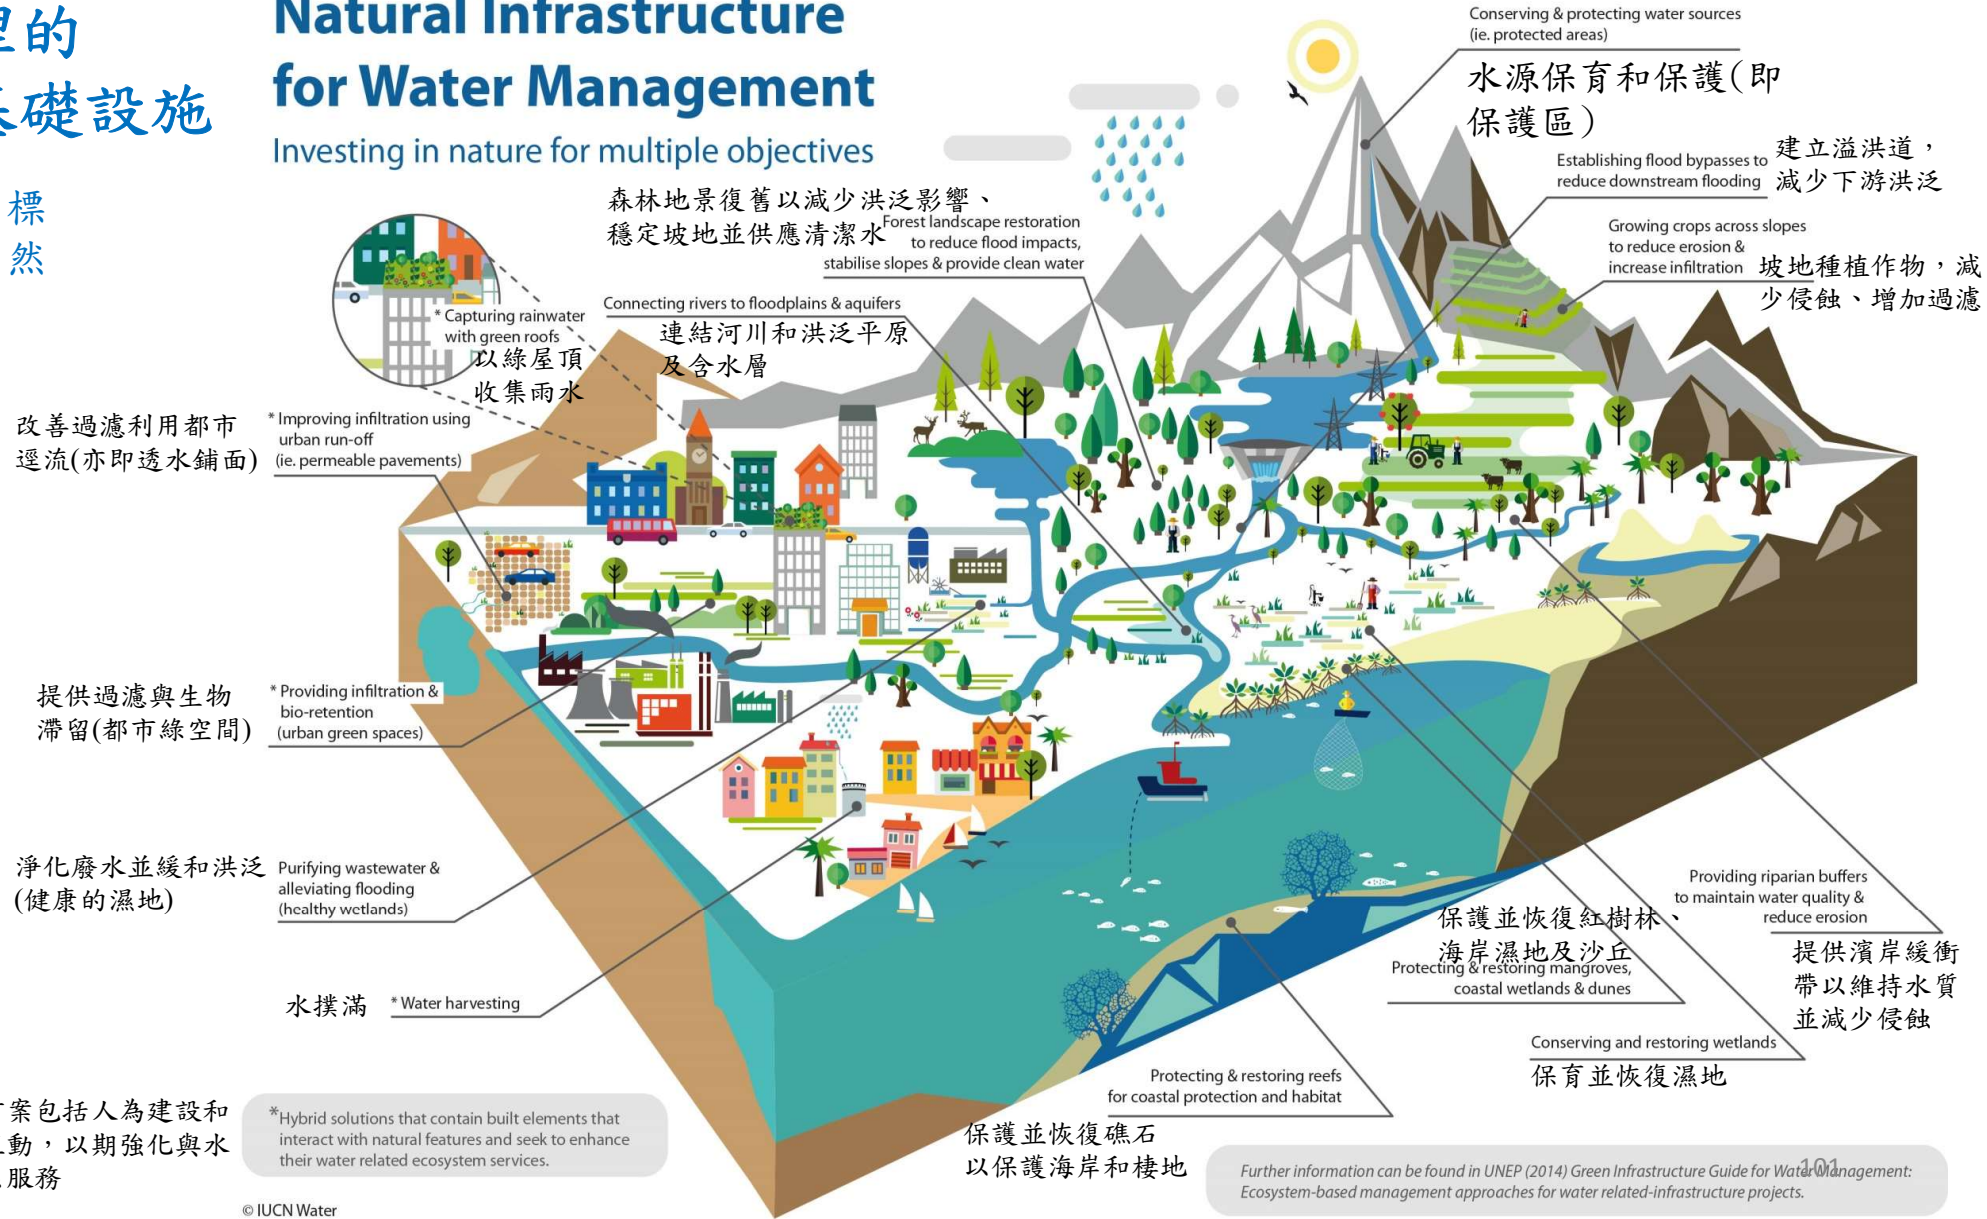 理的
基礎設施
標
然
Natural Infrastructure
for Water Management
Investing in nature for multiple objectives
Conserving & protecting water sources
(ie. protected areas)
水源保育和保護(即
保護區)
Establishing flood bypasses to
reduce downstream flooding
建立溢洪道，
減少下游洪泛
Growing crops across slopes
to reduce erosion &
increase infiltration
坡地種植作物，減
少侵蝕、增加過濾
森林地景復舊以減少洪泛影響、
穩定坡地並供應清潔水
Forest landscape restoration
to reduce flood impacts,
stabilise slopes & provide clean water
Connecting rivers to floodplains & aquifers
連結河川和洪泛平原
及含水層
* Capturing rainwater
with green roofs
以綠屋頂
收集雨水
改善過濾利用都市
逕流(亦即透水鋪面)
* Improving infiltration using
urban run-off
(ie. permeable pavements)
提供過濾與生物
滯留(都市綠空間)
* Providing infiltration &
bio-retention
(urban green spaces)
淨化廢水並緩和洪泛
(健康的濕地)
Purifying wastewater &
alleviating flooding
(healthy wetlands)
水撲滿
* Water harvesting
Providing riparian buffers
to maintain water quality &
reduce erosion
提供濱岸緩衝
帶以維持水質
並減少侵蝕
保護並恢復紅樹林、
海岸濕地及沙丘
Protecting & restoring mangroves,
coastal wetlands & dunes
Conserving and restoring wetlands
保育並恢復濕地
Protecting & restoring reefs
for coastal protection and habitat
保護並恢復礁石
以保護海岸和棲地
案包括人為建設和
動，以期強化與水
服務
*Hybrid solutions that contain built elements that
interact with natural features and seek to enhance
their water related ecosystem services.
Further information can be found in UNEP (2014) Green Infrastructure Guide for Water Management:
Ecosystem-based management approaches for water related-infrastructure projects.
101
© IUCN Water